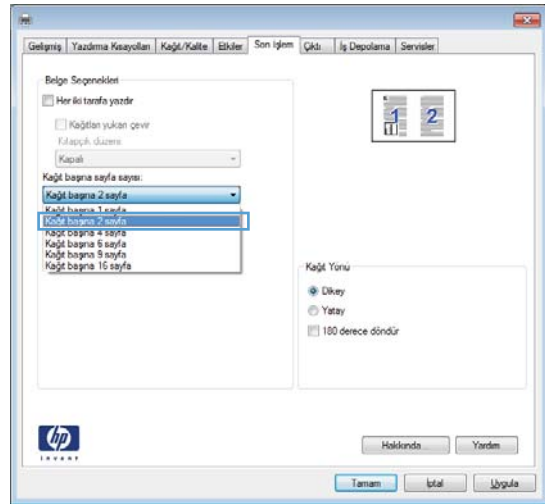 Gelişmiş Yazdırma Kısayolları Kağıt/Kalite Etkiler Son İşlem Çıktı İş Depolama Servisler
Belge Seçenekleri
Her iki tarafa yazdır
Kağıtları yukarı çevir
Kitapçık düzeni:
Kapalı
Kağıt başına sayfa sayısı:
Kağıt başına 2 sayfa
Kağıt başına 1 sayfa
Kağıt başına 2 sayfa
Kağıt başına 4 sayfa
Kağıt başına 6 sayfa
Kağıt başına 9 sayfa
Kağıt başına 16 sayfa
1 2
Kağıt Yönü
Dikey
Yatay
180 derece döndür
hp
invent
Hakkında... Yardım
Tamam İptal Uygula